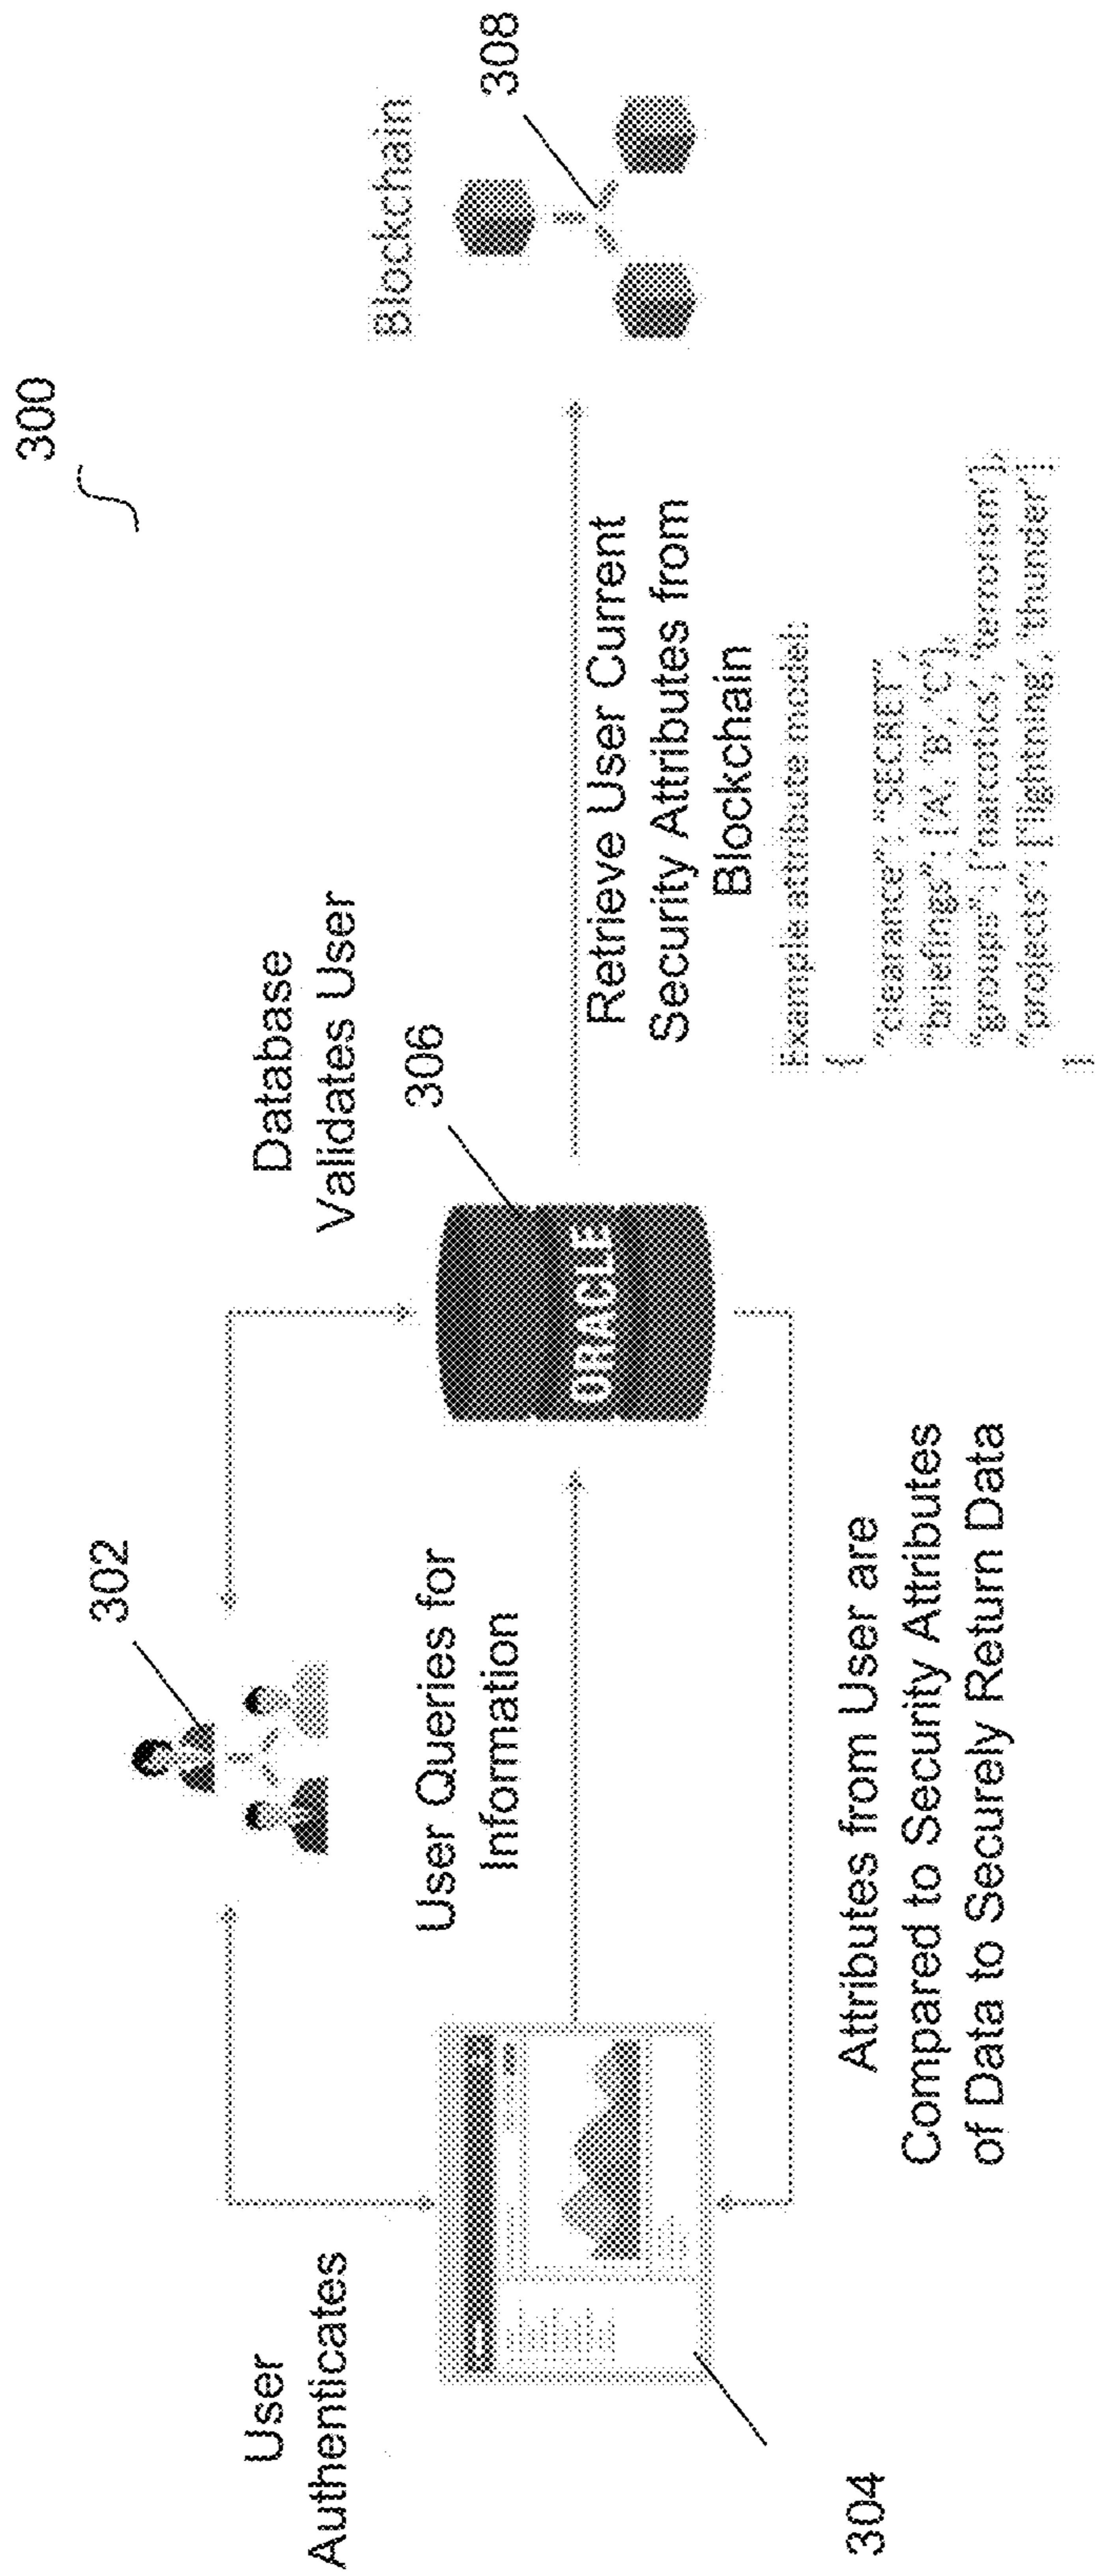 300
302
User
Authenticates
Database
Validates User
306
Blockchain
308
User Queries for
Information
ORACLE
Retrieve User Current
Security Attributes from
Blockchain
Example attribute model:
{
"clearance": "SECRET",
"briefings": ['A', 'B', 'C'],
"groups": ['narcotics', 'terrorism'],
"projects": ['lightning', 'thunder']
}
304
Attributes from User are
Compared to Security Attributes
of Data to Securely Return Data